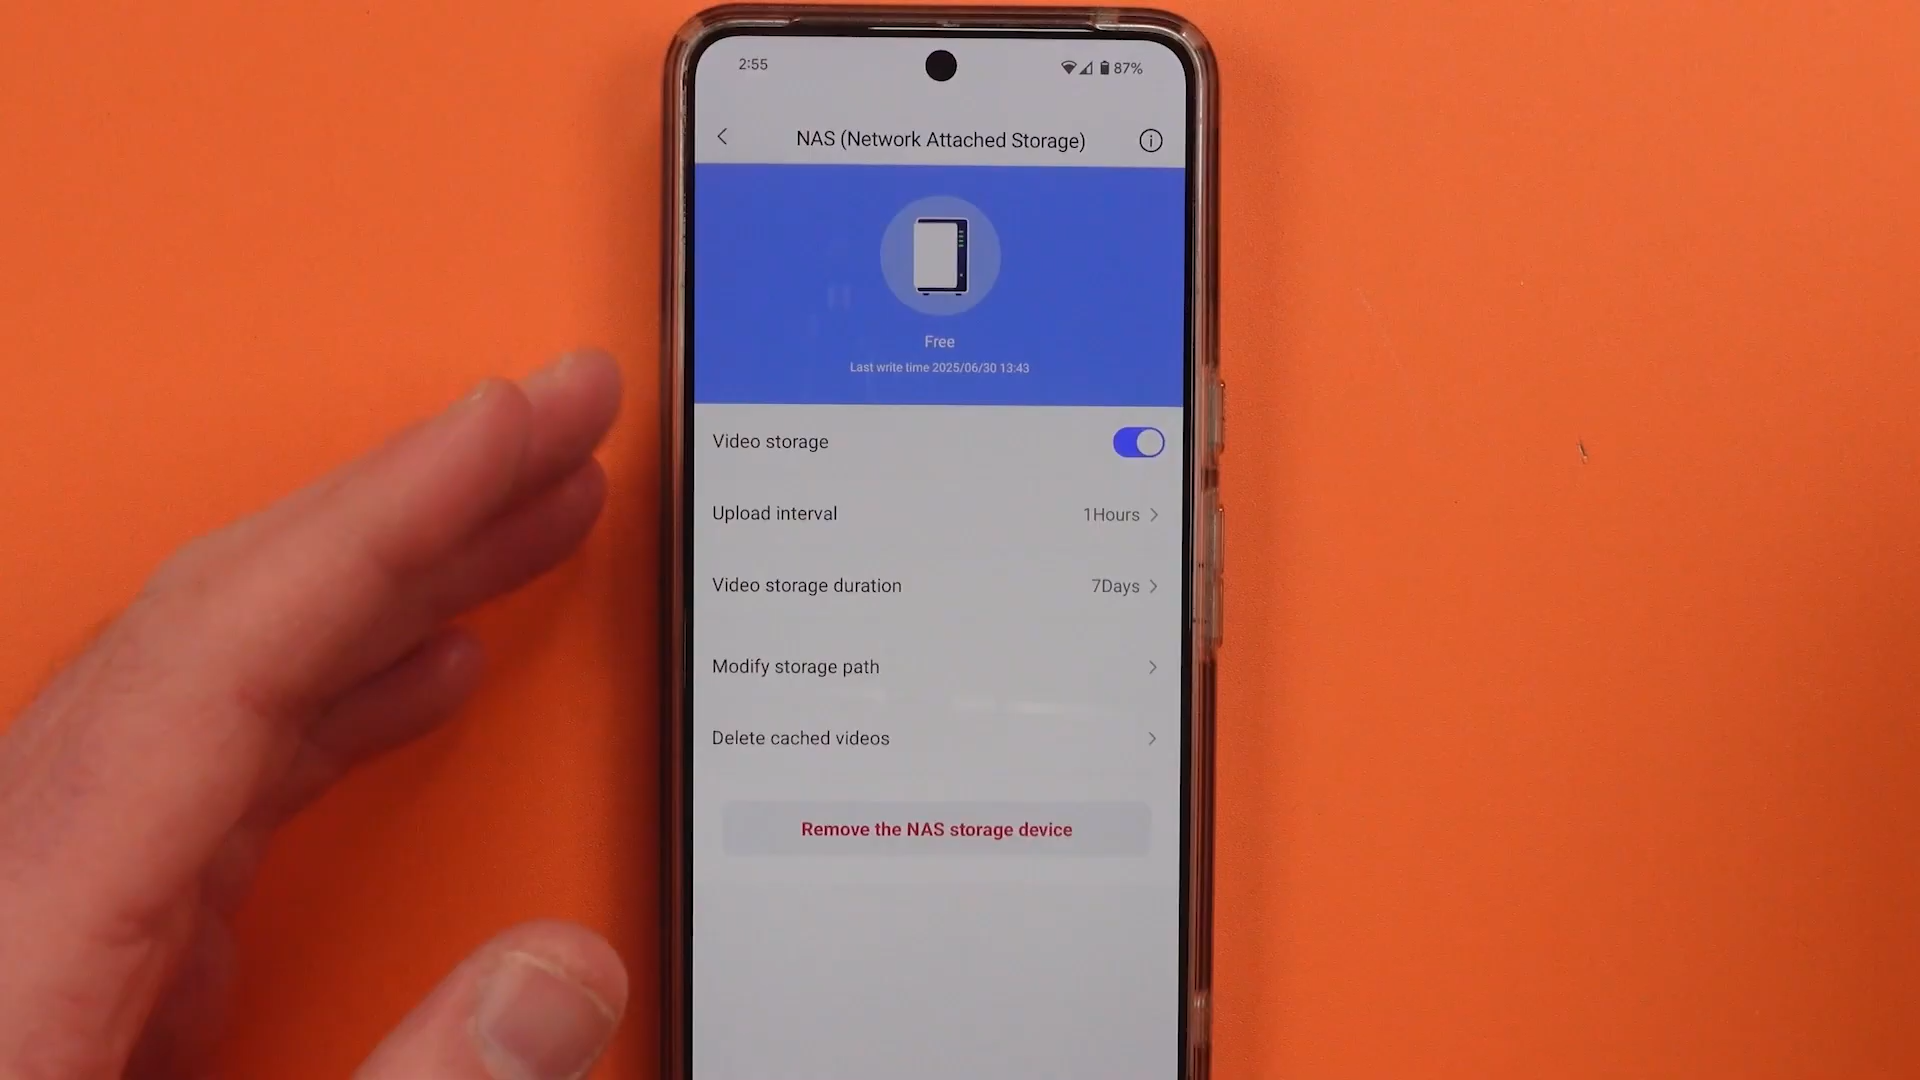 2:55
87%
NAS (Network Attached Storage)
Free
Last write time 2025/06/30 13:43
Video storage
Upload interval
1Hours
Video storage duration
7Days
Modify storage path
Delete cached videos
Remove the NAS storage device